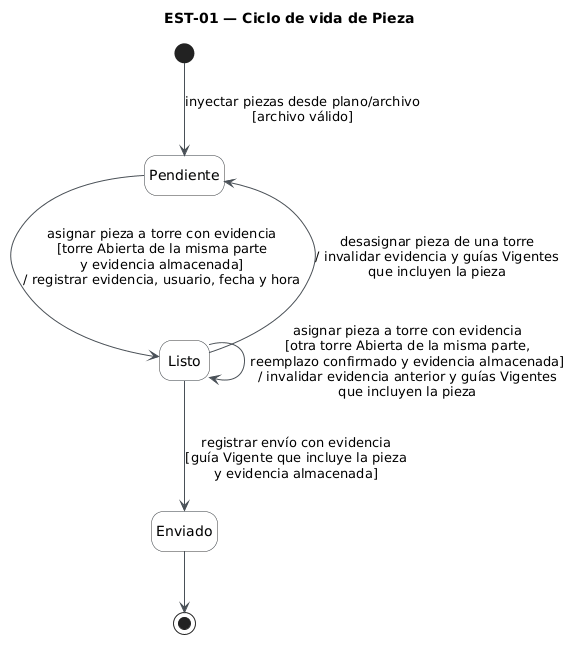 EST-01 — Ciclo de vida de Pieza
inyectar piezas desde plano/archivo
[archivo válido]
Pendiente
asignar pieza a torre con evidencia
[torre Abierta de la misma parte
y evidencia almacenada]
/ registrar evidencia, usuario, fecha y hora
desasignar pieza de una torre
/ invalidar evidencia y guías Vigentes
que incluyen la pieza
Listo
asignar pieza a torre con evidencia
[otra torre Abierta de la misma parte,
reemplazo confirmado y evidencia almacenada]
/ invalidar evidencia anterior y guías Vigentes
que incluyen la pieza
registrar envío con evidencia
[guía Vigente que incluye la pieza
y evidencia almacenada]
Enviado